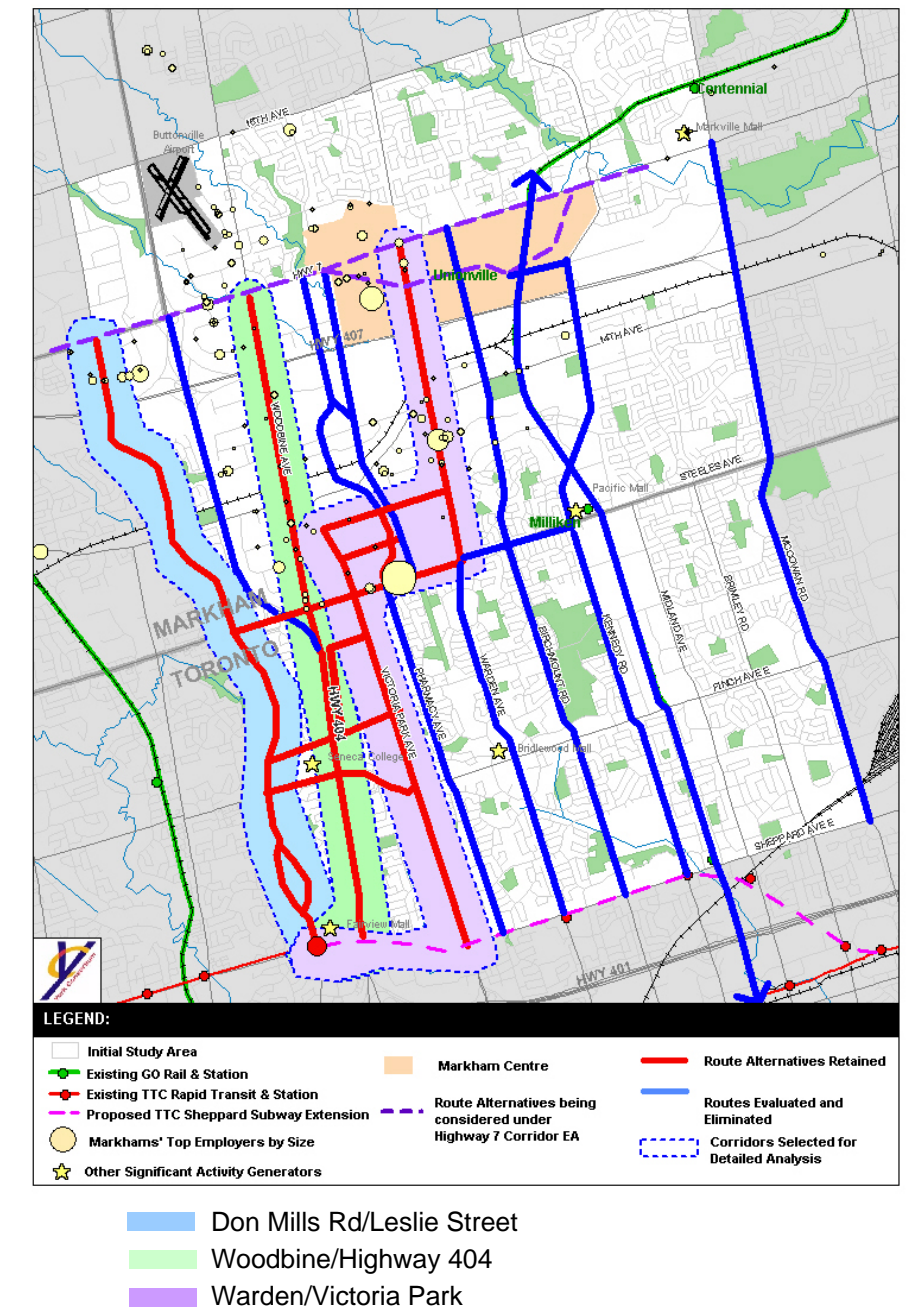 Centennial
Markville Mall
16TH AVE
Buttonville
Airport
HWY 7
Unionville
HWY 407
14TH AVE
WOODBINE AVE
STEELES AVE
Pacific Mall
Milliken
MCCOWAN RD
BRIMLEY RD
MIDLAND AVE
KENNEDY RD
BIRCHMOUNT RD
WARDEN AVE
PHARMACY AVE
VICTORIA PARK AVE
MARKHAM
TORONTO
HWY 404
FINCH AVE E
Bridlewood Mall
Seneca College
SHEPPARD AVE E
Fairview Mall
HWY 401
York Consortium
LEGEND:
Initial Study Area
Existing GO Rail & Station
Existing TTC Rapid Transit & Station
Proposed TTC Sheppard Subway Extension
Markhams' Top Employers by Size
Other Significant Activity Generators
Markham Centre
Route Alternatives being
considered under
Highway 7 Corridor EA
Route Alternatives Retained
Routes Evaluated and
Eliminated
Corridors Selected for
Detailed Analysis
Don Mills Rd/Leslie Street
Woodbine/Highway 404
Warden/Victoria Park